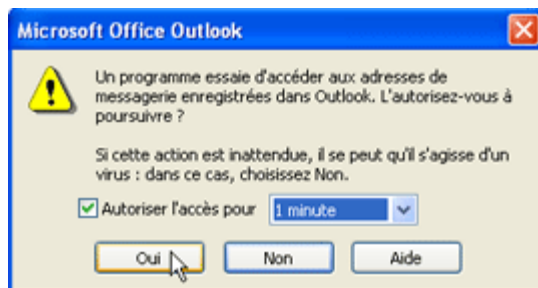 Microsoft Office Outlook
Un programme essaie d'accéder aux adresses de
messagerie enregistrées dans Outlook. L'autorisez-vous à
poursuivre ?
Si cette action est inattendue, il se peut qu'il s'agisse d'un
virus : dans ce cas, choisissez Non.
Autoriser l'accès pour 1 minute
Oui Non Aide